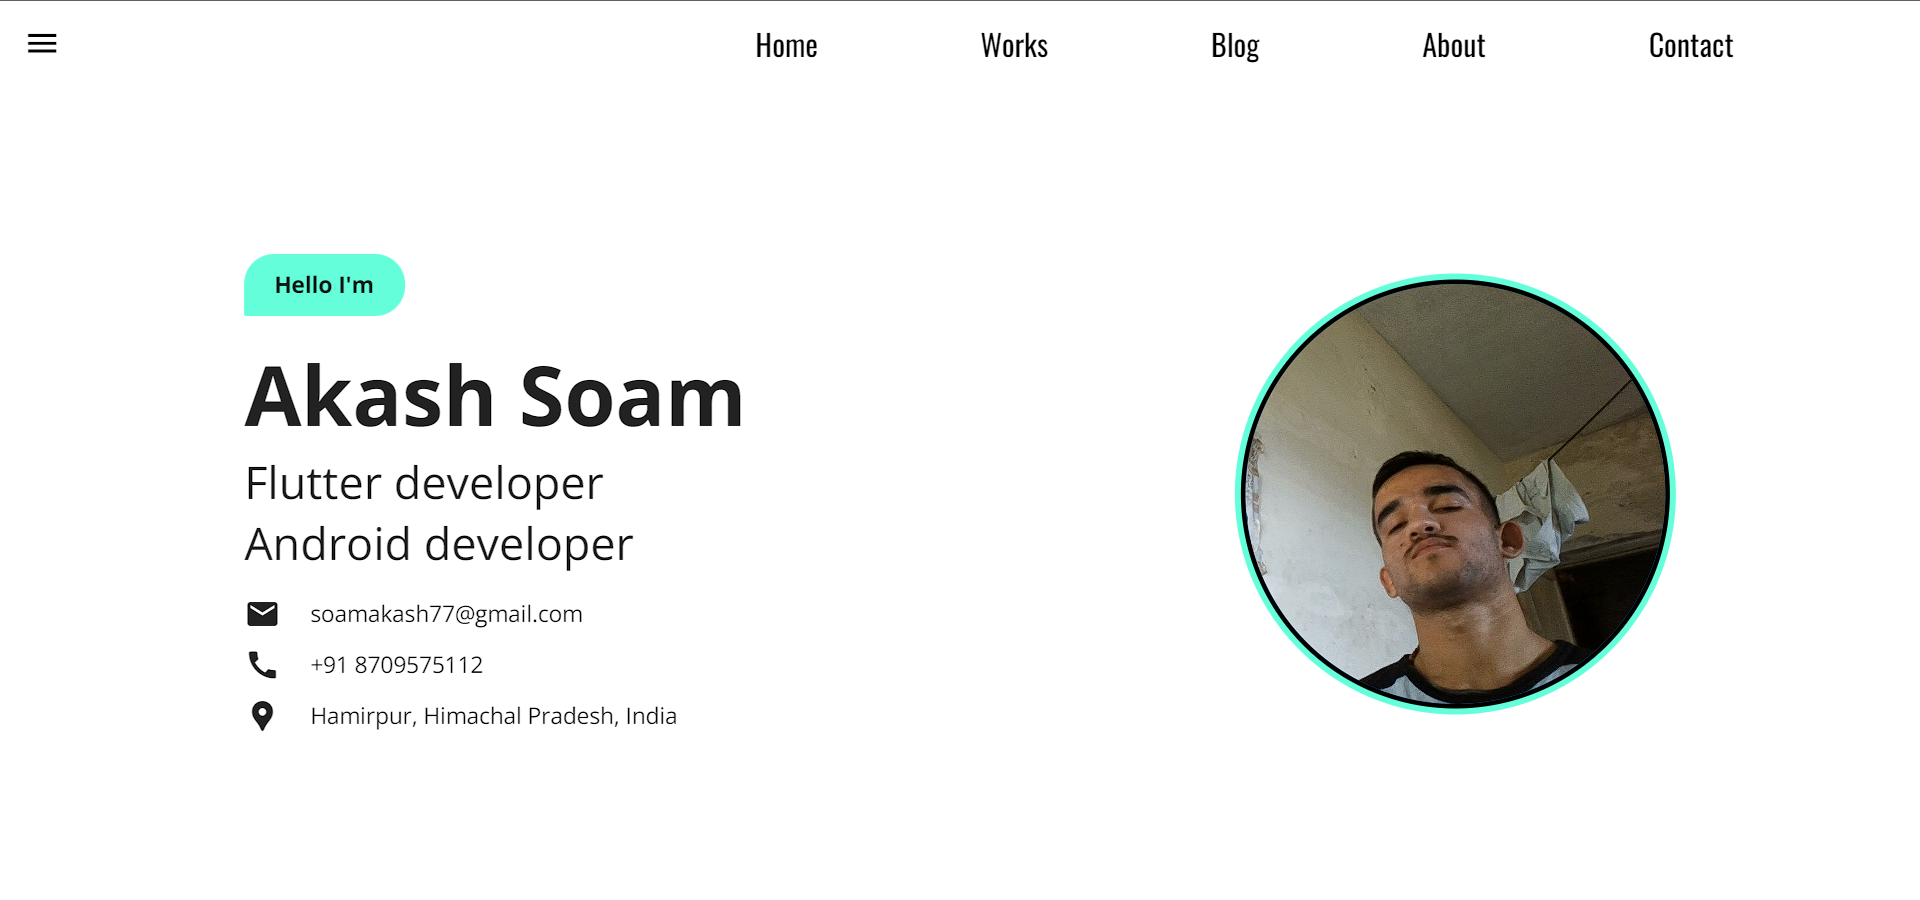 Home Works Blog About Contact
Hello I'm
Akash Soam
Flutter developer
Android developer
soamakash77@gmail.com
+91 8709575112
Hamirpur, Himachal Pradesh, India